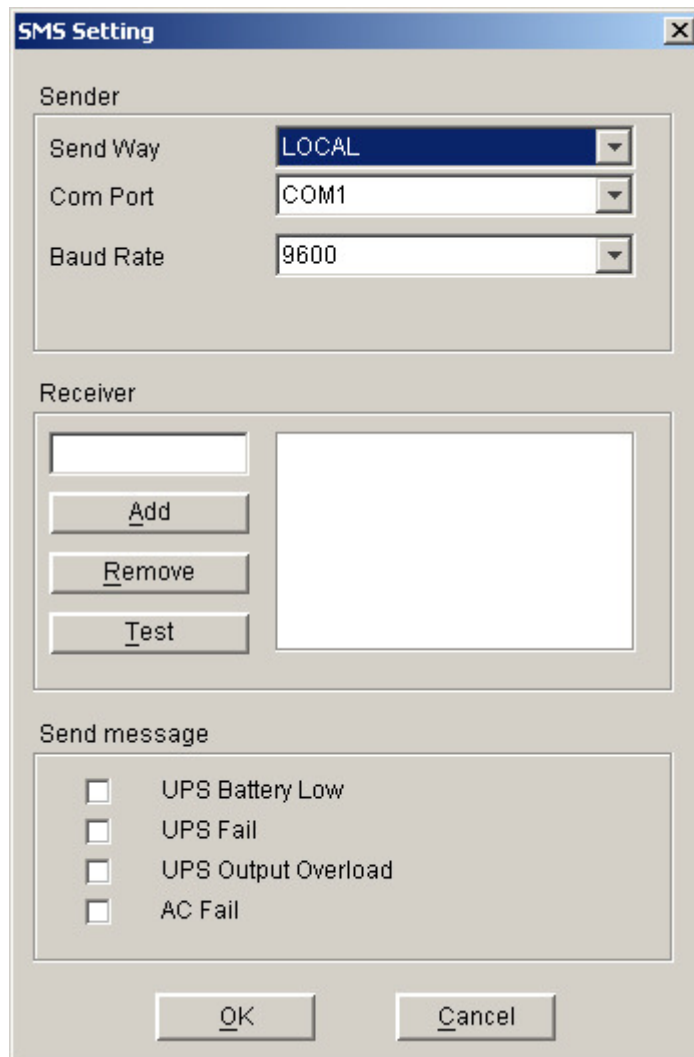 SMS Setting
Sender
Send Way LOCAL
Com Port COM1
Baud Rate 9600
Receiver
Add
Remove
Test
Send message
UPS Battery Low
UPS Fail
UPS Output Overload
AC Fail
OK Cancel